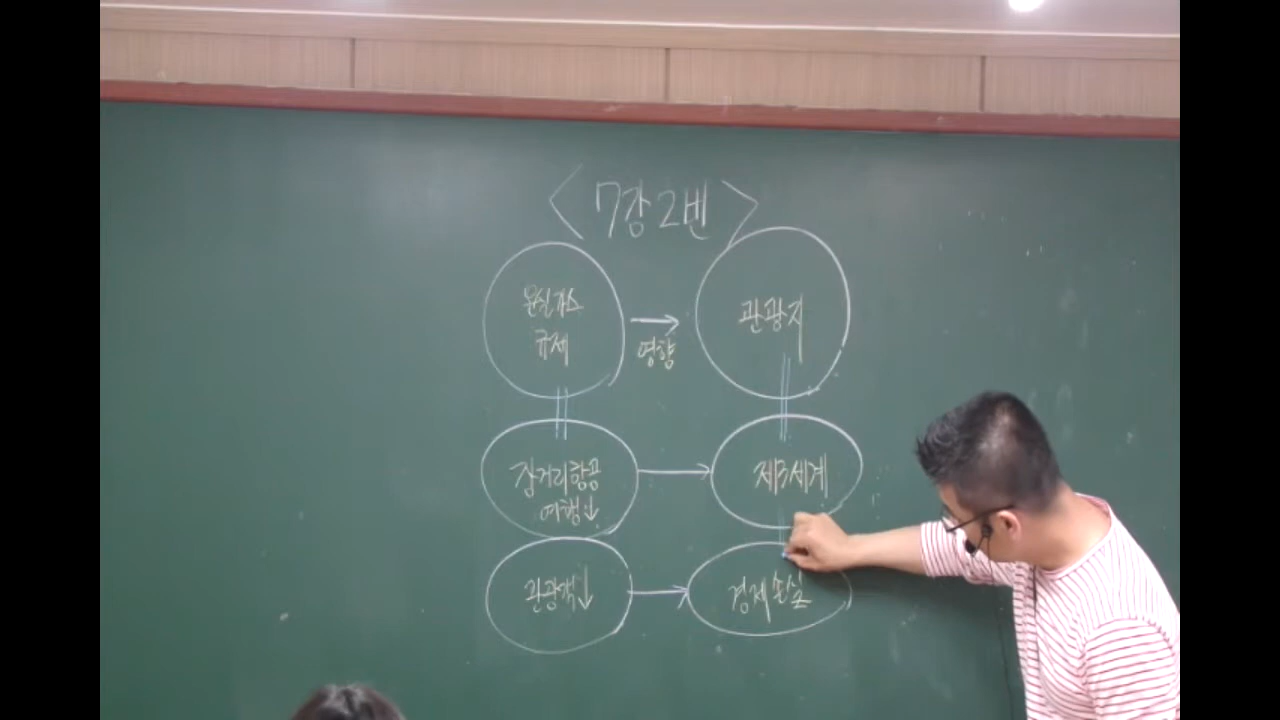 <7장 2번>
온실가스
규제
→
영향
관광지
장거리항공
여행↓
→
제3세계
관광객↓
→
경제손실